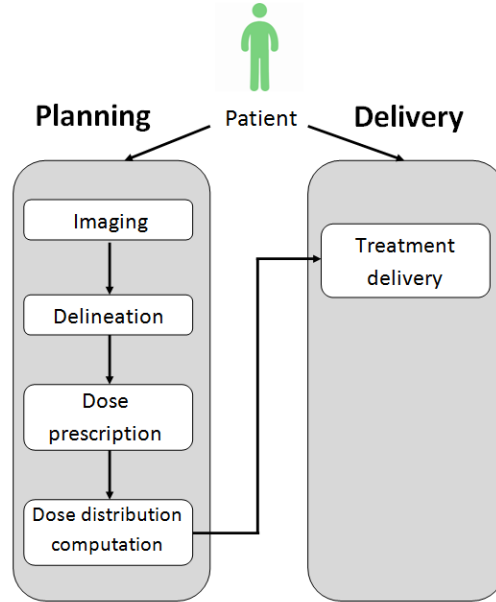 Planning
Patient
Delivery
Imaging
Delineation
Dose
prescription
Dose distribution
computation
Treatment
delivery